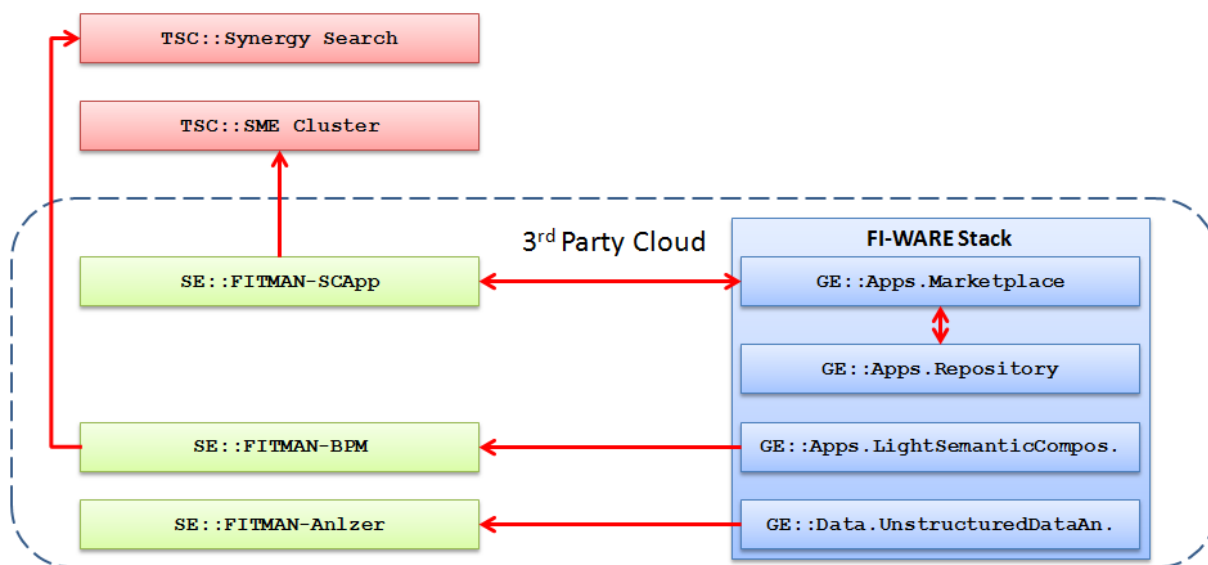 TSC::Synergy Search
TSC::SME Cluster
3rd Party Cloud
FI-WARE Stack
SE::FITMAN-SCApp
GE::Apps.Marketplace
GE::Apps.Repository
SE::FITMAN-BPM
GE::Apps.LightSemanticCompos.
SE::FITMAN-Anlzer
GE::Data.UnstructuredDataAn.